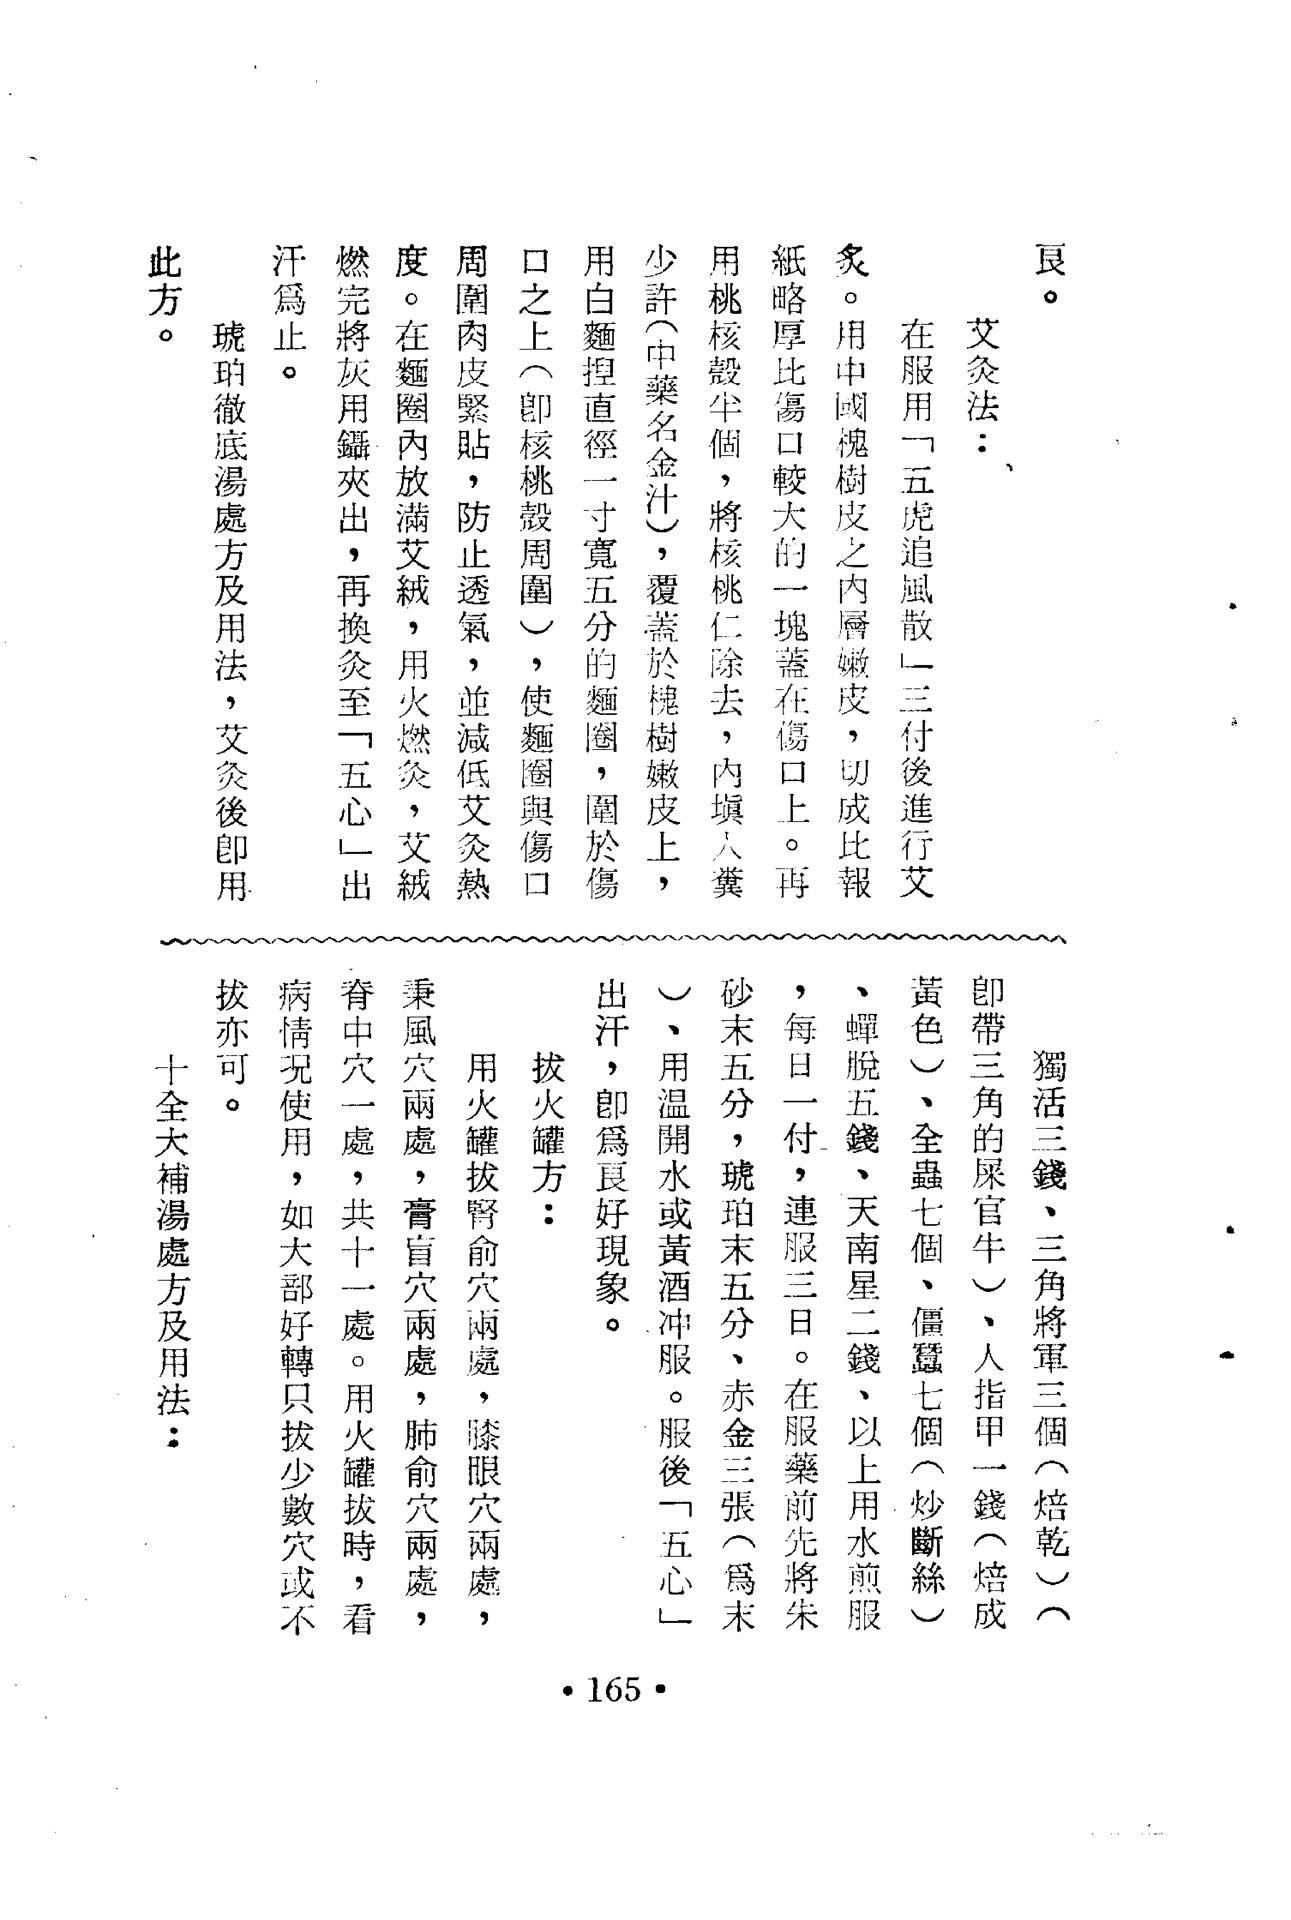 良。
艾灸法：
在服用「五虎追風散」三付後進行艾
炙。用中國槐樹皮之內層嫩皮，切成比報
紙略厚比傷口較大的一塊蓋在傷口上。再
用桃核殼半個，將核桃仁除去，內塡人糞
少許（中藥名金汁），覆蓋於槐樹嫩皮上，
用白麵捏直徑一寸寬五分的麵圈，圍於傷
口之上（卽核桃殼周圍），使麵圈與傷口
周圍肉皮緊貼，防止透氣，並減低艾灸熱
度。在麵圈內放滿艾絨，用火燃灸，艾絨
燃完將灰用鑷夾出，再換灸至「五心」出
汗爲止。
琥珀徹底湯處方及用法，艾灸後卽用
此方。
獨活三錢、三角將軍三個（焙乾）（
卽帶三角的屎官牛）、人指甲一錢（焙成
黃色）、全蟲七個、僵蠶七個（炒斷絲）
、蟬脫五錢、天南星二錢、以上用水煎服
，每日一付，連服三日。在服藥前先將朱
砂末五分，琥珀末五分、赤金三張（爲末
）、用温開水或黃酒冲服。服後「五心」
出汗，卽爲良好現象。
拔火罐方：
用火罐拔腎俞穴兩處，膝眼穴兩處，
秉風穴兩處，膏盲穴兩處，肺俞穴兩處，
脊中穴一處，共十一處。用火罐拔時，看
病情況使用，如大部好轉只拔少數穴或不
拔亦可。
十全大補湯處方及用法：
•165•